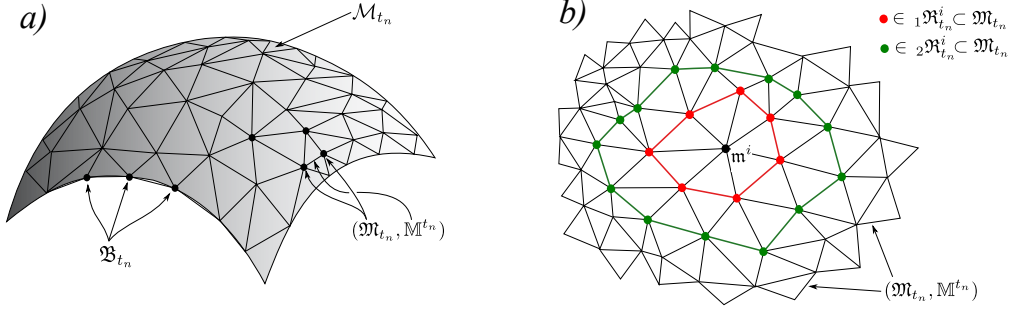 a)
ℳ_{t_n}
(𝔐_{t_n}, 𝕄^{t_n})
𝔅_{t_n}
b)
∈ ₁ℜ^i_{t_n} ⊂ 𝔐_{t_n}
∈ ₂ℜ^i_{t_n} ⊂ 𝔐_{t_n}
𝔪^i
(𝔐_{t_n}, 𝕄^{t_n})